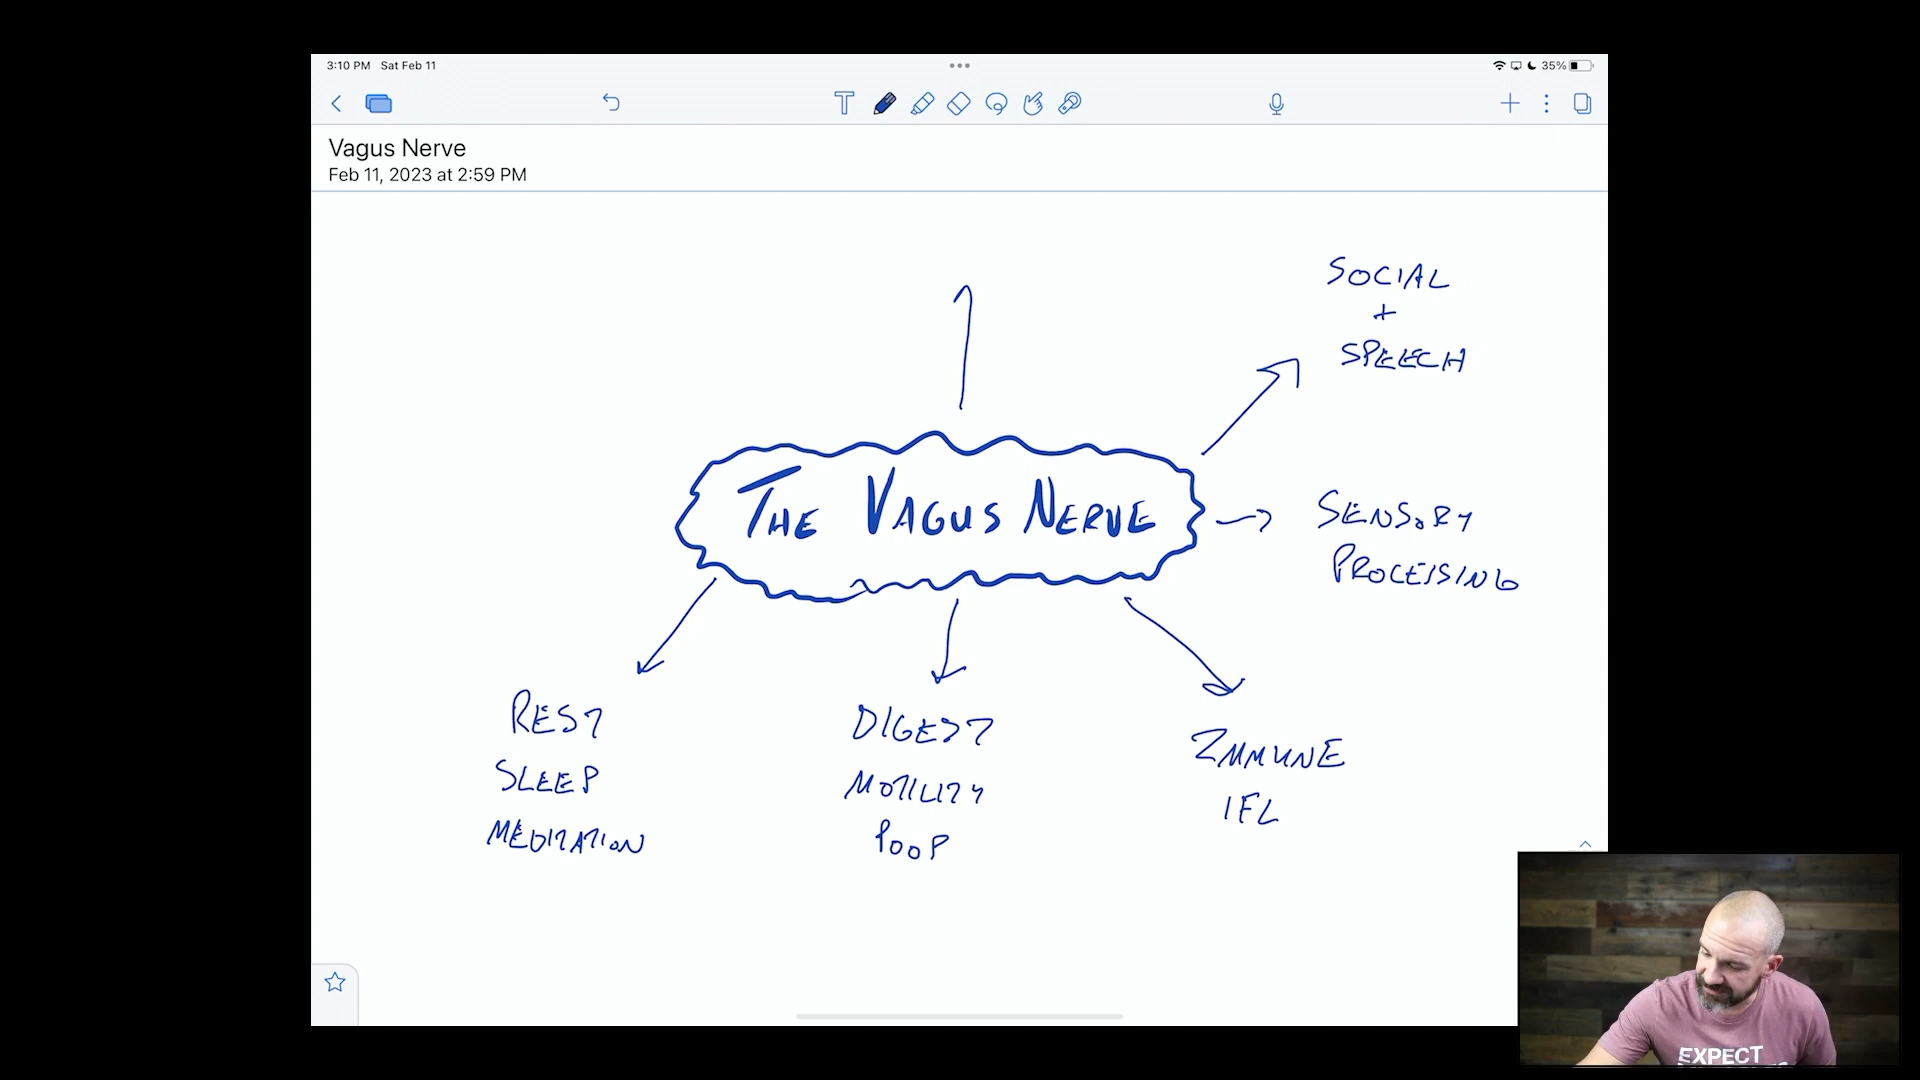 3:10 PM Sat Feb 11
35%
Vagus Nerve
Feb 11, 2023 at 2:59 PM
SOCIAL
+
SPEECH
THE VAGUS NERVE
SENSORY
PROCESSING
REST
SLEEP
MEDITATION
DIGEST
MOTILITY
POOP
IMMUNE
IFL
EXPECT